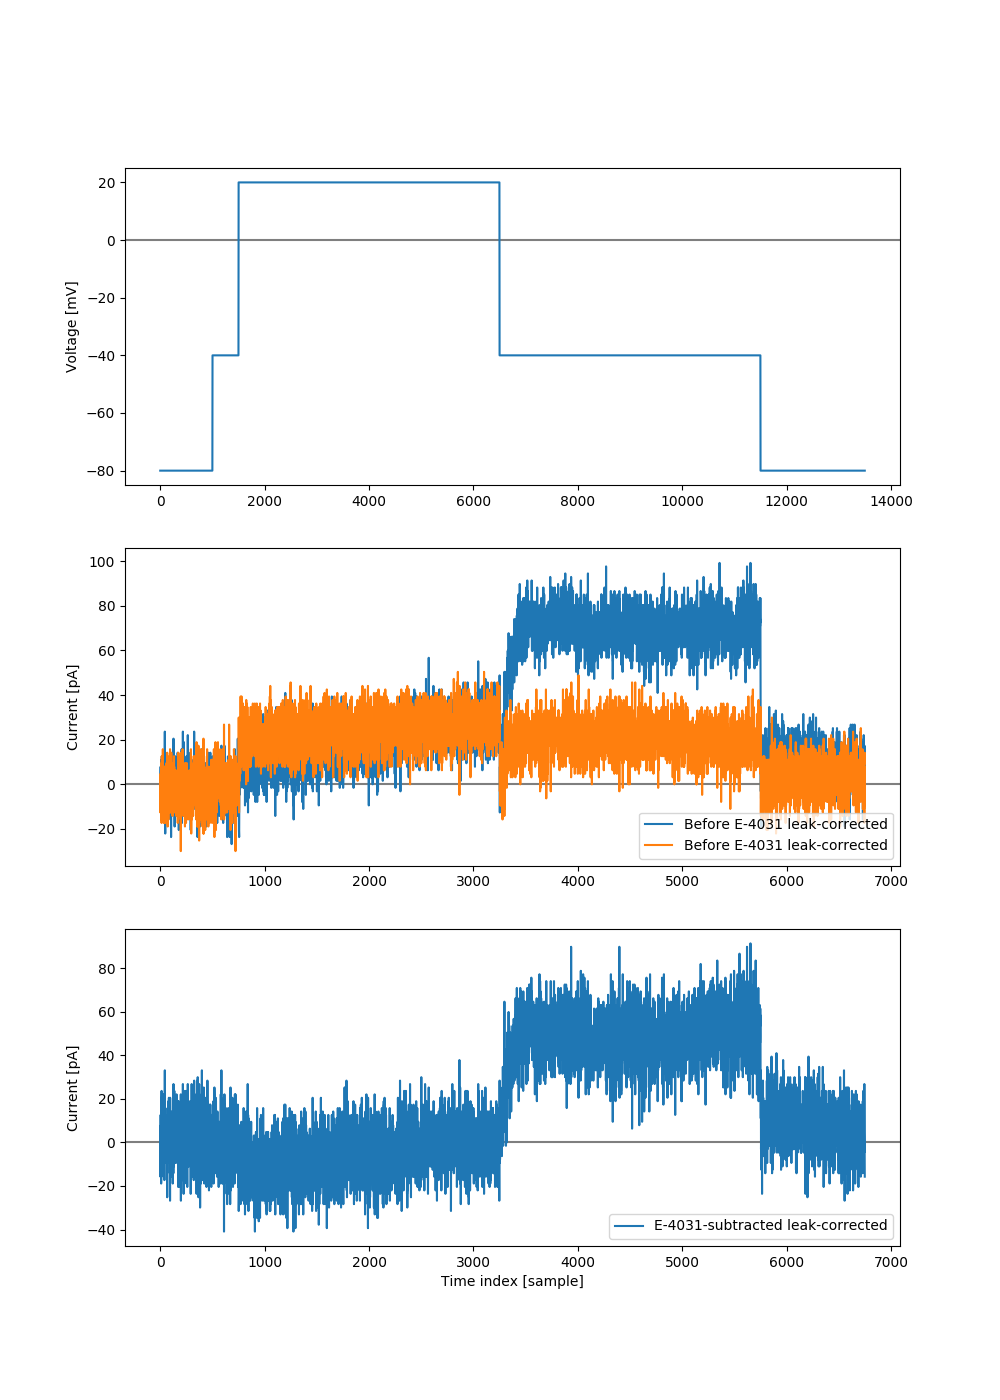 20
0
−20
−40
−60
−80
Voltage [mV]
0 2000 4000 6000 8000 10000 12000 14000
100
80
60
40
20
0
−20
Current [pA]
Before E-4031 leak-corrected
Before E-4031 leak-corrected
0 1000 2000 3000 4000 5000 6000 7000
80
60
40
20
0
−20
−40
Current [pA]
E-4031-subtracted leak-corrected
0 1000 2000 3000 4000 5000 6000 7000
Time index [sample]